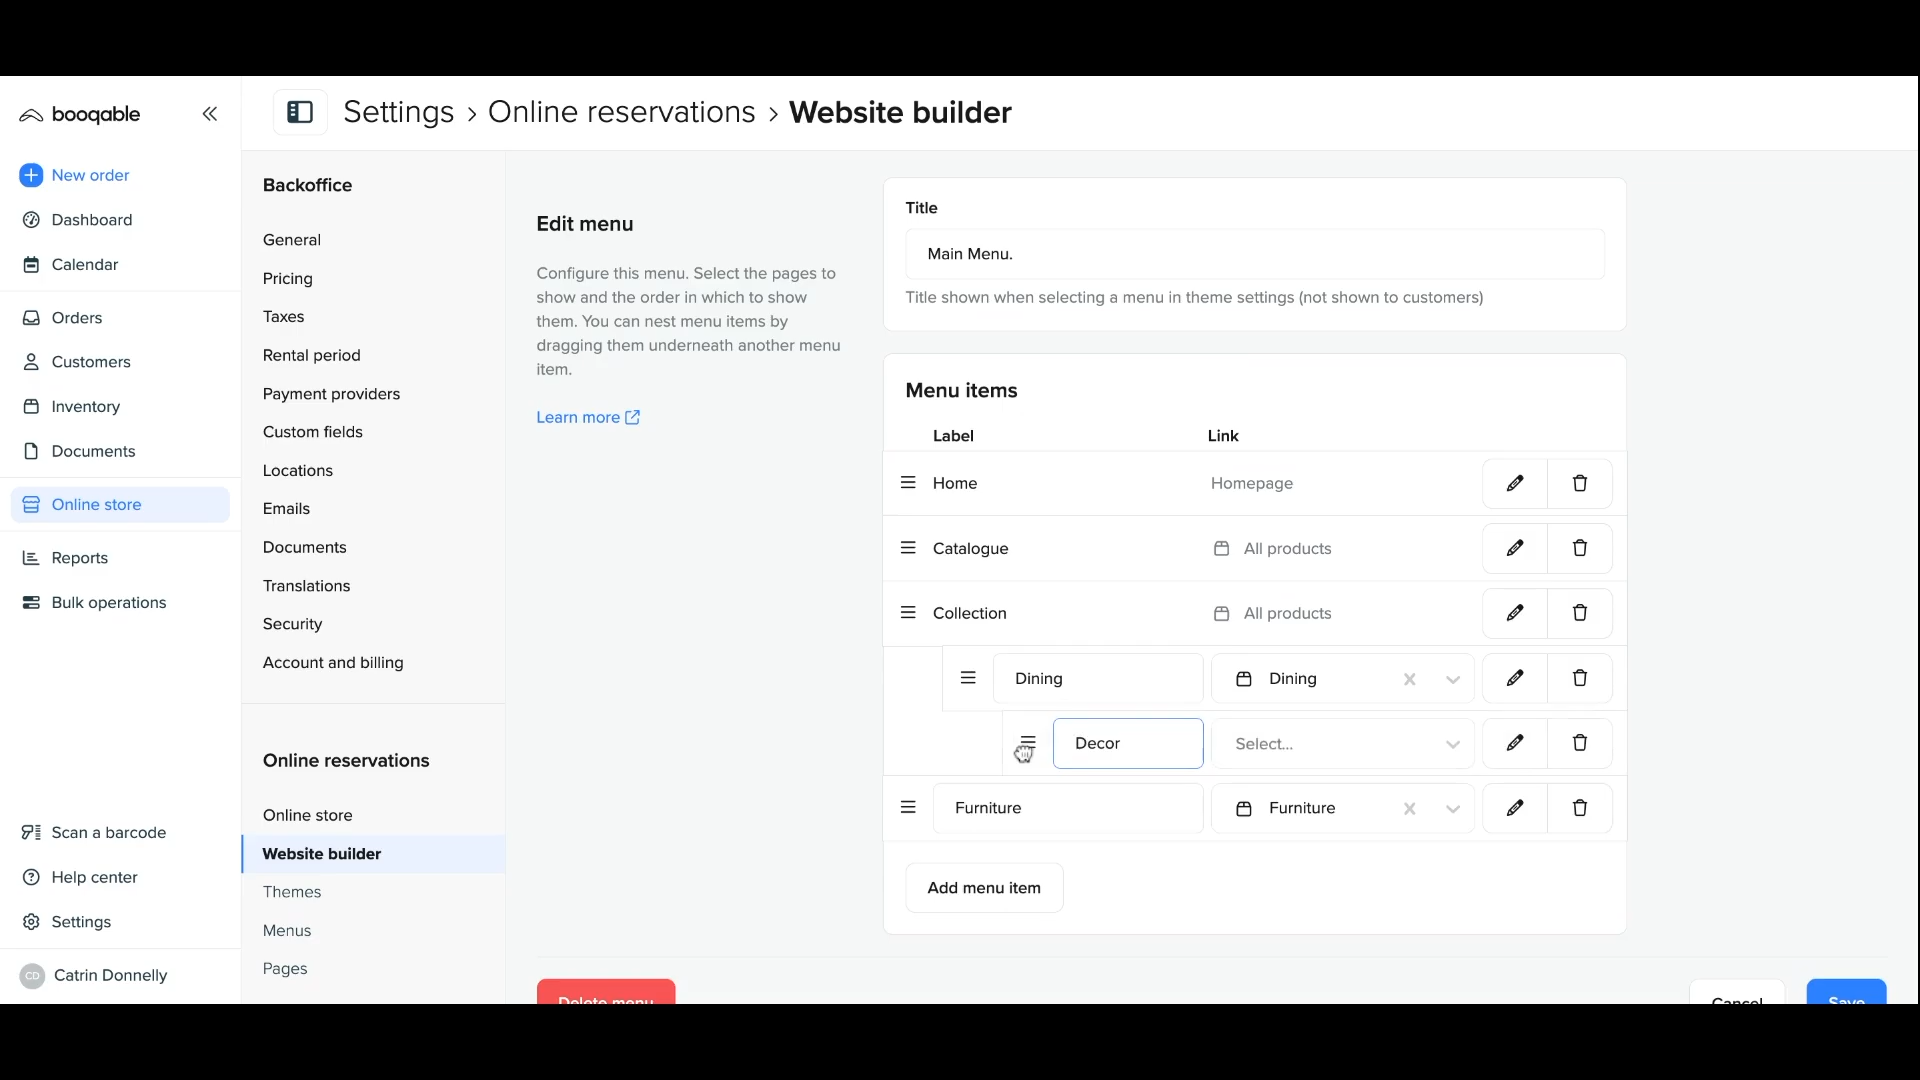 booqable
Settings > Online reservations > Website builder
New order
Dashboard
Calendar
Orders
Customers
Inventory
Documents
Online store
Reports
Bulk operations
Scan a barcode
Help center
Settings
CD Catrin Donnelly
Backoffice
General
Pricing
Taxes
Rental period
Payment providers
Custom fields
Locations
Emails
Documents
Translations
Security
Account and billing
Online reservations
Online store
Website builder
Themes
Menus
Pages
Edit menu
Configure this menu. Select the pages to
show and the order in which to show
them. You can nest menu items by
dragging them underneath another menu
item.
Learn more
Title
Main Menu.
Title shown when selecting a menu in theme settings (not shown to customers)
Menu items
Label Link
Home Homepage
Catalogue All products
Collection All products
Dining Dining
Decor Select...
Furniture Furniture
Add menu item
Delete menu
Cancel
Save